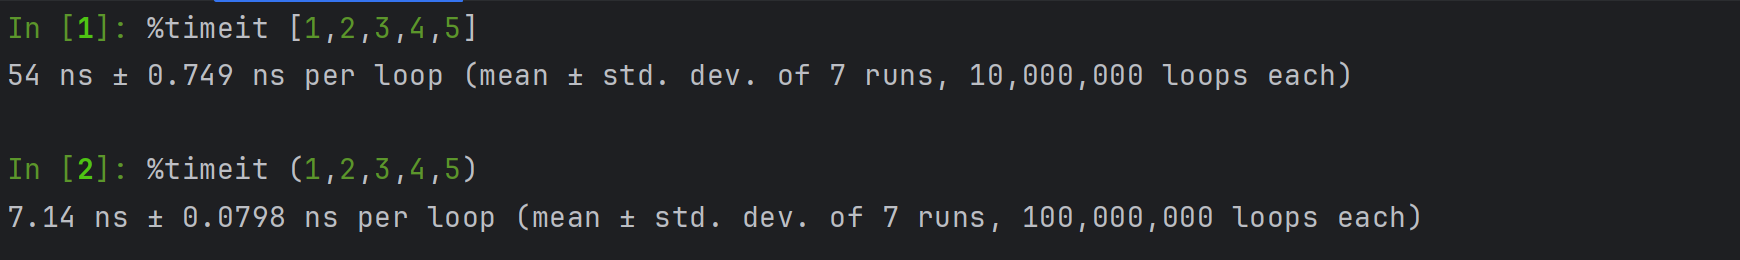 In [1]: %timeit [1,2,3,4,5]
54 ns ± 0.749 ns per loop (mean ± std. dev. of 7 runs, 10,000,000 loops each)
In [2]: %timeit (1,2,3,4,5)
7.14 ns ± 0.0798 ns per loop (mean ± std. dev. of 7 runs, 100,000,000 loops each)